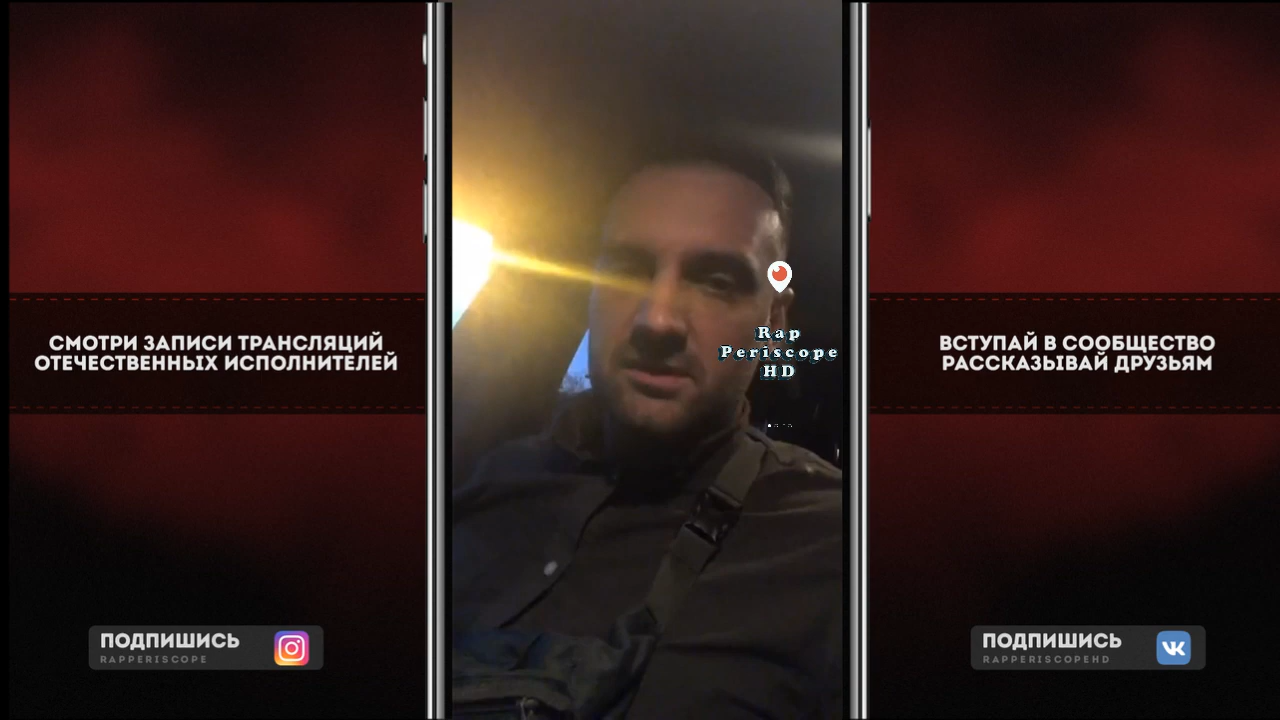 СМОТРИ ЗАПИСИ ТРАНСЛЯЦИЙ
ОТЕЧЕСТВЕННЫХ ИСПОЛНИТЕЛЕЙ
Rap
Periscope
HD
ВСТУПАЙ В СООБЩЕСТВО
РАССКАЗЫВАЙ ДРУЗЬЯМ
ПОДПИШИСЬ
RAPPERISCOPE
ПОДПИШИСЬ
RAPPERISCOPEHD